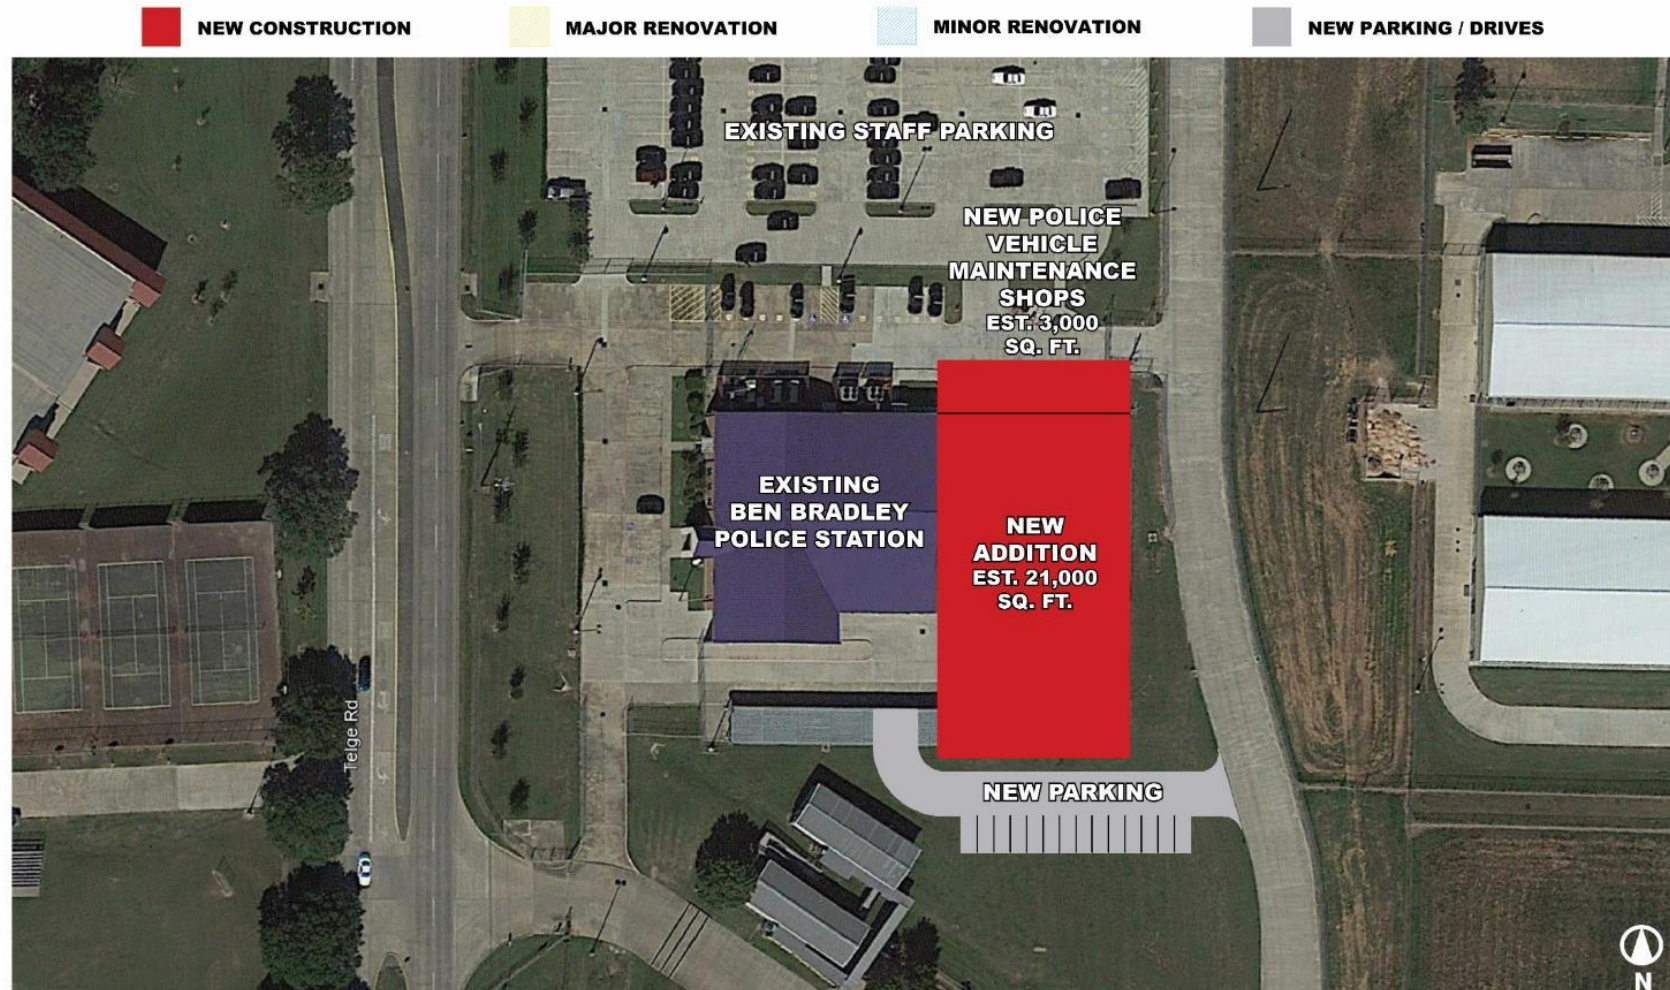 NEW CONSTRUCTION
MAJOR RENOVATION
MINOR RENOVATION
NEW PARKING / DRIVES
EXISTING STAFF PARKING
NEW POLICE
VEHICLE
MAINTENANCE
SHOPS
EST. 3,000
SQ. FT.
EXISTING
BEN BRADLEY
POLICE STATION
NEW
ADDITION
EST. 21,000
SQ. FT.
Telge Rd
NEW PARKING
N